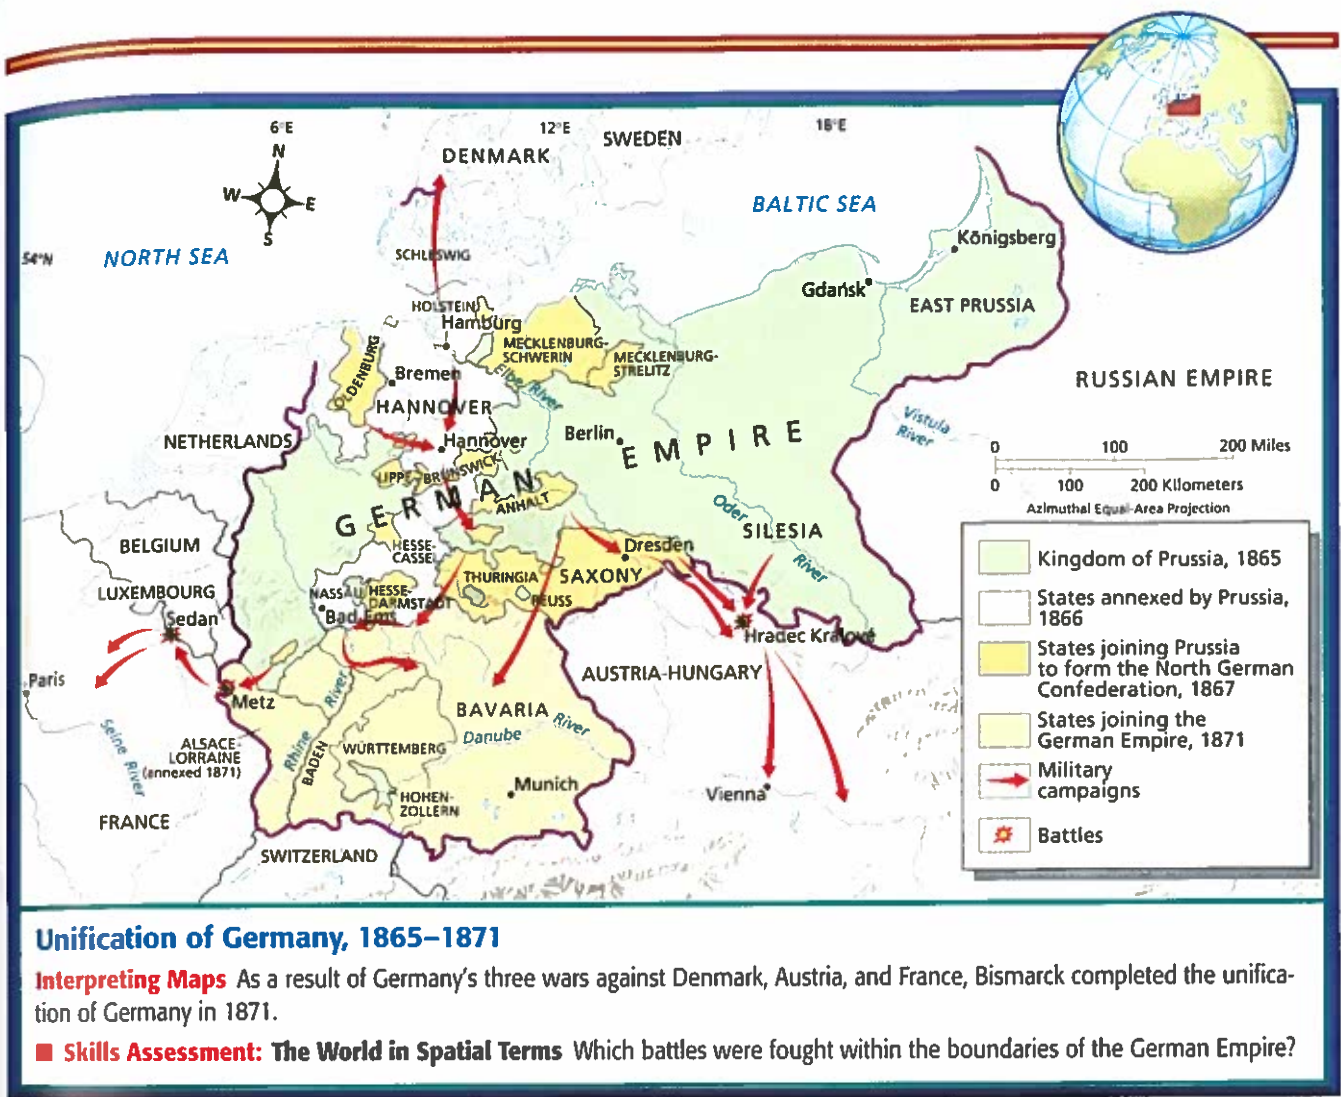 6°E
12°E
18°E
N
W
E
S
SWEDEN
DENMARK
BALTIC SEA
NORTH SEA
54°N
SCHLESWIG
Königsberg
Gdańsk
EAST PRUSSIA
HOLSTEIN
Hamburg
MECKLENBURG-
SCHWERIN
MECKLENBURG-
STRELITZ
OLDENBURG
Bremen
Elbe River
HANNOVER
RUSSIAN EMPIRE
Vistula
River
NETHERLANDS
Hannover
Berlin
GERMAN EMPIRE
LIPPE
BRUNSWICK
ANHALT
0 100 200 Miles
0 100 200 Kilometers
Azimuthal Equal-Area Projection
Oder
River
SILESIA
BELGIUM
HESSE-
CASSEL
Dresden
LUXEMBOURG
NASSAU
HESSE-
DARMSTADT
THURINGIA
SAXONY
REUSS
Sedan
Bad Ems
Hradec Králové
Paris
Metz
AUSTRIA-HUNGARY
Seine
River
Rhine
River
BAVARIA
Danube
River
ALSACE-
LORRAINE
(annexed 1871)
BADEN
WÜRTTEMBERG
HOHEN-
ZOLLERN
Munich
Vienna
FRANCE
SWITZERLAND
Kingdom of Prussia, 1865
States annexed by Prussia,
1866
States joining Prussia
to form the North German
Confederation, 1867
States joining the
German Empire, 1871
Military
campaigns
Battles
Unification of Germany, 1865–1871
Interpreting Maps As a result of Germany's three wars against Denmark, Austria, and France, Bismarck completed the unifica-
tion of Germany in 1871.
■ Skills Assessment: The World in Spatial Terms Which battles were fought within the boundaries of the German Empire?